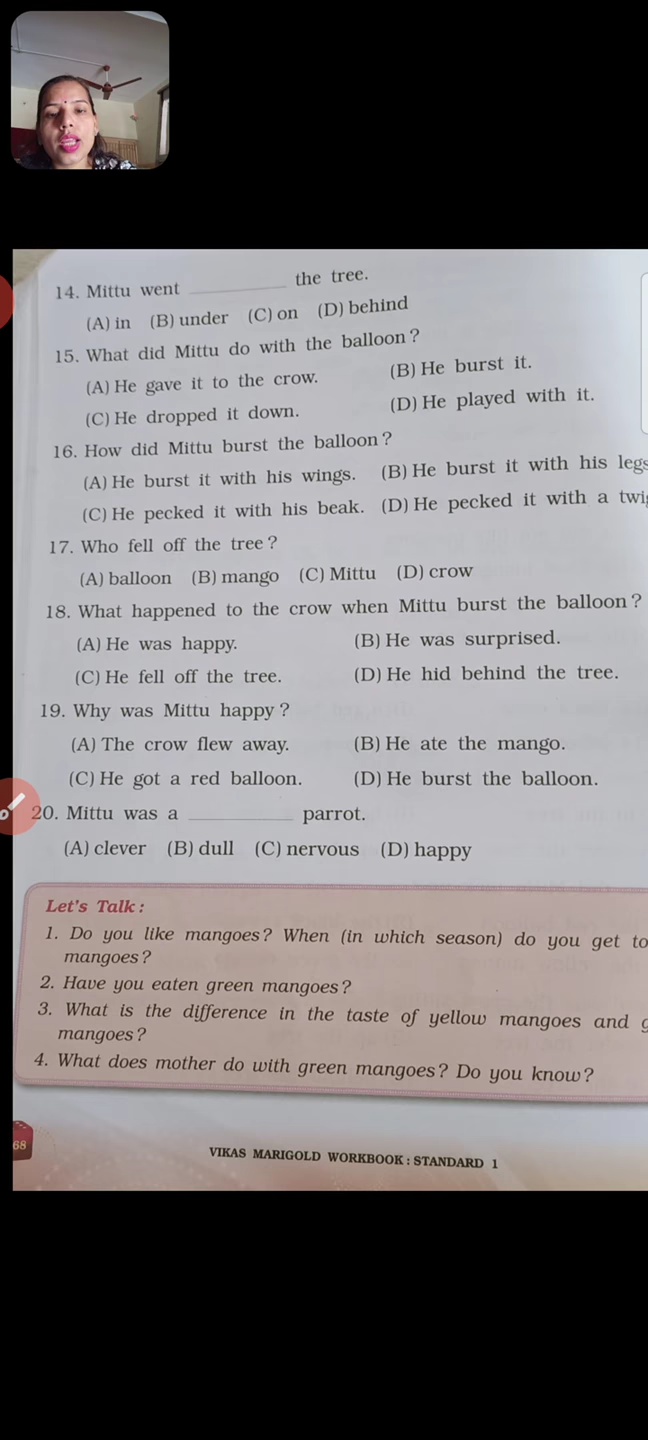 14. Mittu went __________ the tree.
(A) in (B) under (C) on (D) behind
15. What did Mittu do with the balloon?
(A) He gave it to the crow. (B) He burst it.
(C) He dropped it down. (D) He played with it.
16. How did Mittu burst the balloon?
(A) He burst it with his wings. (B) He burst it with his legs
(C) He pecked it with his beak. (D) He pecked it with a
17. Who fell off the tree?
(A) balloon (B) mango (C) Mittu (D) crow
18. What happened to the crow when Mittu burst the balloon?
(A) He was happy. (B) He was surprised.
(C) He fell off the tree. (D) He hid behind the tree.
19. Why was Mittu happy?
(A) The crow flew away. (B) He ate the mango.
(C) He got a red balloon. (D) He burst the balloon.
20. Mittu was a __________ parrot.
(A) clever (B) dull (C) nervous (D) happy
Let's Talk:
1. Do you like mangoes? When (in which season) do you get to
mangoes?
2. Have you eaten green mangoes?
3. What is the difference in the taste of yellow mangoes and
mangoes?
4. What does mother do with green mangoes? Do you know?
68
VIKAS MARIGOLD WORKBOOK: STANDARD 1